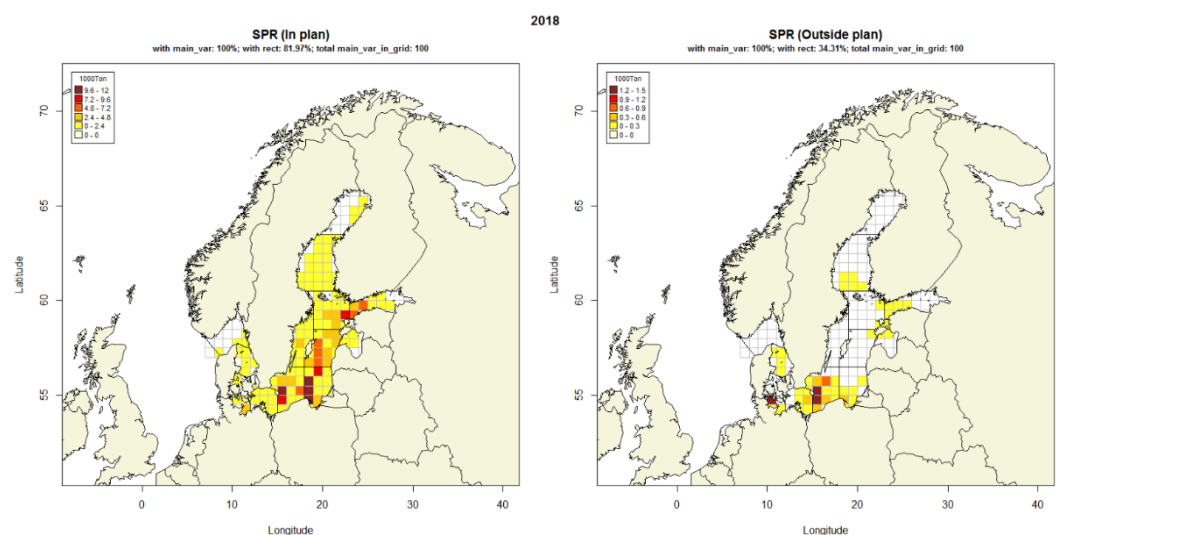 2018
SPR (In plan)
with main_var: 100%; with rect: 81.97%; total main_var_in_grid: 100
1000Ton
9.6 - 12
7.2 - 9.6
4.8 - 7.2
2.4 - 4.8
0 - 2.4
0 - 0
Latitude
70
65
60
55
0
10
20
30
40
Longitude
SPR (Outside plan)
with main_var: 100%; with rect: 34.31%; total main_var_in_grid: 100
1000Ton
1.2 - 1.5
0.9 - 1.2
0.6 - 0.9
0.3 - 0.6
0 - 0.3
0 - 0
Latitude
70
65
60
55
0
10
20
30
40
Longitude